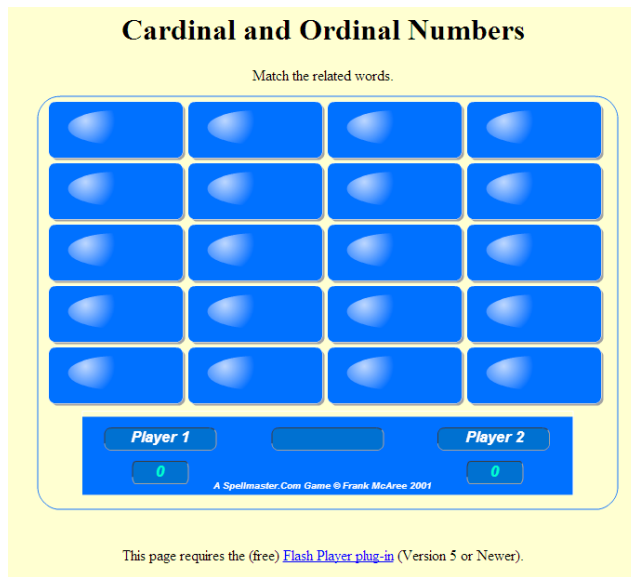 Cardinal and Ordinal Numbers
Match the related words.
Player 1
Player 2
0
0
A Spellmaster.Com Game © Frank McAree 2001
This page requires the (free) Flash Player plug-in (Version 5 or Newer).